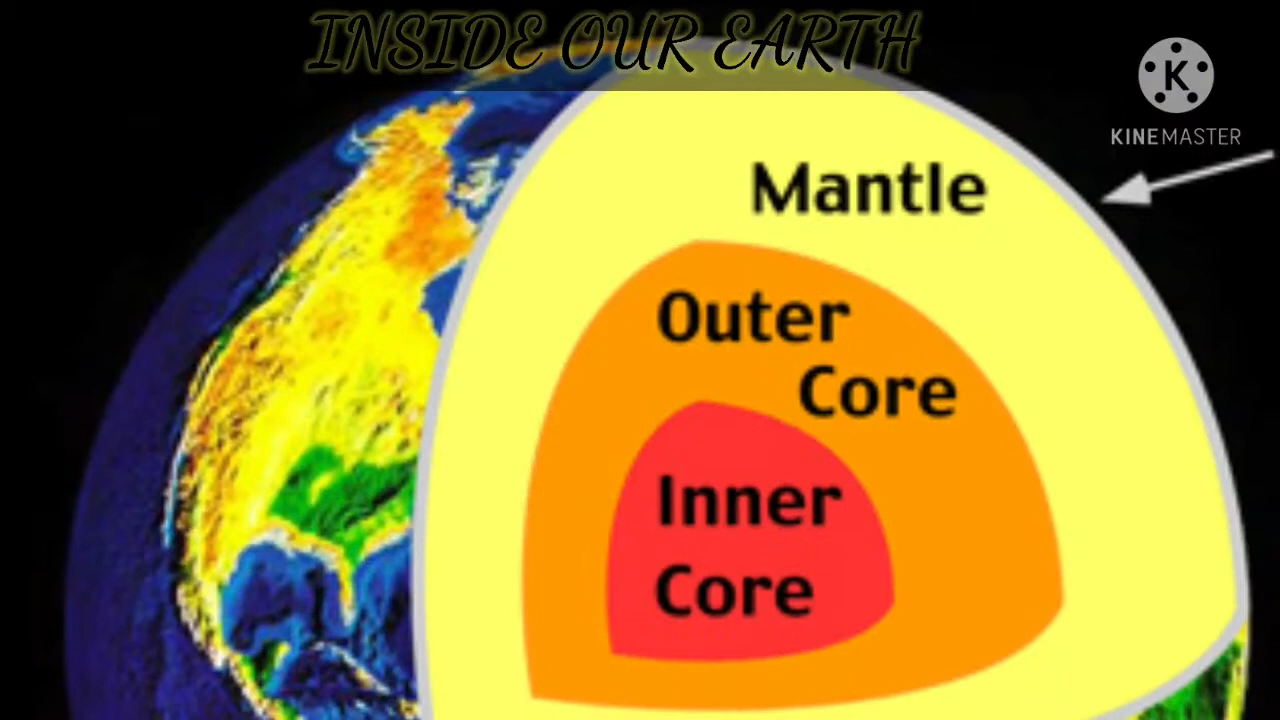 INSIDE OUR EARTH
K
KINEMASTER
Mantle
Outer
Core
Inner
Core